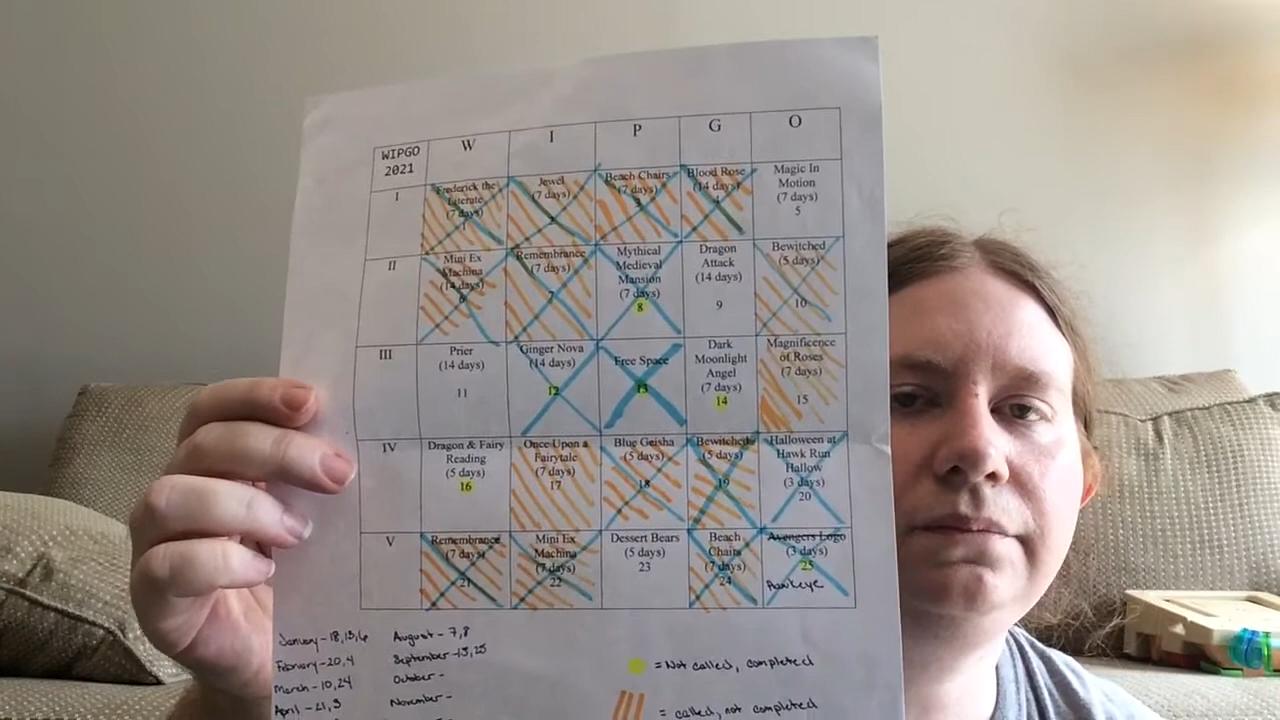 WIPGO 2021 W I P G O
I
Frederick the Literate (7 days) 1
Jewel (7 days) 2
Beach Chairs (7 days) 3
Blood Rose (14 days) 4
Magic In Motion (7 days) 5
II
Mini Ex Machina (14 days) 6
Remembrance (7 days) 7
Mythical Medieval Mansion (7 days) 8
Dragon Attack (14 days) 9
Bewitched (5 days) 10
III
Prier (14 days) 11
Ginger Nova (14 days) 12
Free Space 13
Dark Moonlight Angel (7 days) 14
Magnificence of Roses (7 days) 15
IV
Dragon & Fairy Reading (5 days) 16
Once Upon a Fairytale (7 days) 17
Blue Geisha (5 days) 18
Bewitched (5 days) 19
Halloween at Hawk Run Hallow (3 days) 20
V
Remembrance (7 days) 21
Mini Ex Machina (7 days) 22
Dessert Bears (5 days) 23
Beach Chairs (7 days) 24
Avengers Logo (3 days) 25 Hawkeye
January - 18, 15, 6
February - 20, 4
March - 10, 24
April - 21, 3
August - 7, 8
September - 13, 25
October -
November -
= Not called, completed
= called, not completed